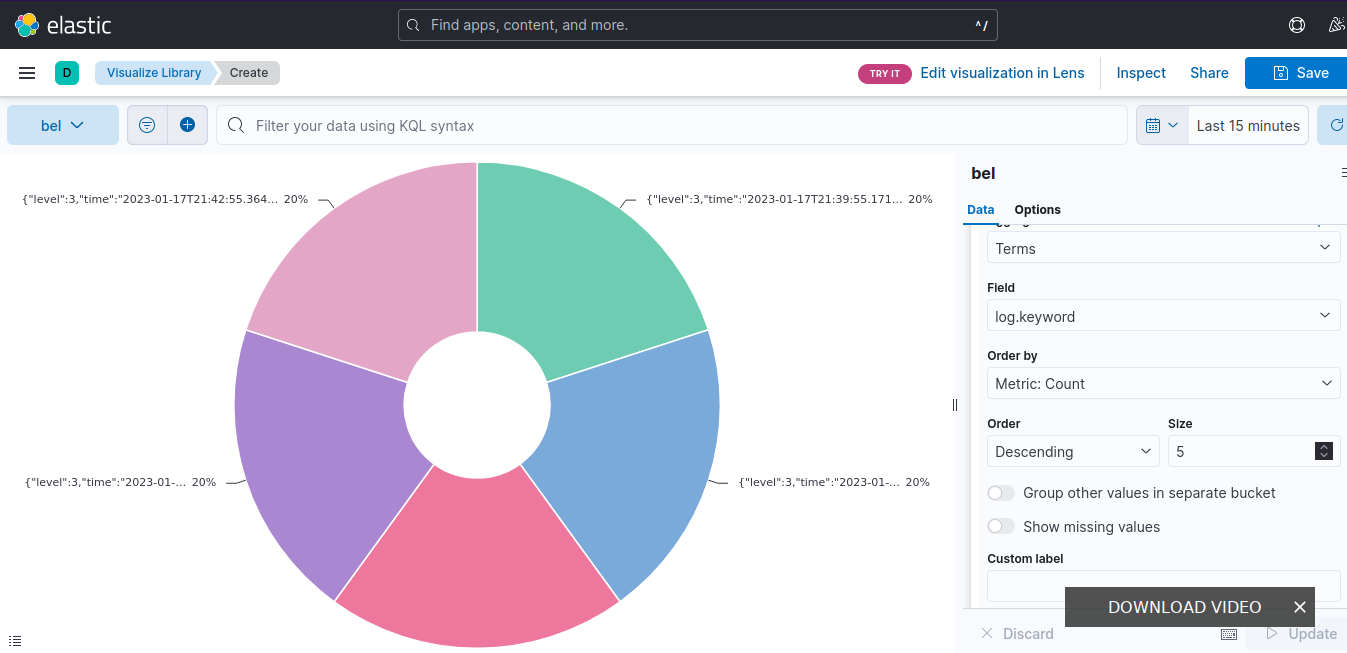 elastic
Find apps, content, and more.
^/
D
Visualize Library
Create
TRY IT
Edit visualization in Lens
Inspect
Share
Save
bel
Filter your data using KQL syntax
Last 15 minutes
{"level":3,"time":"2023-01-17T21:42:55.364... 20%
{"level":3,"time":"2023-01-17T21:39:55.171... 20%
{"level":3,"time":"2023-01-... 20%
{"level":3,"time":"2023-01-... 20%
bel
Data
Options
Terms
Field
log.keyword
Order by
Metric: Count
Order
Size
Descending
5
Group other values in separate bucket
Show missing values
Custom label
DOWNLOAD VIDEO
Discard
Update